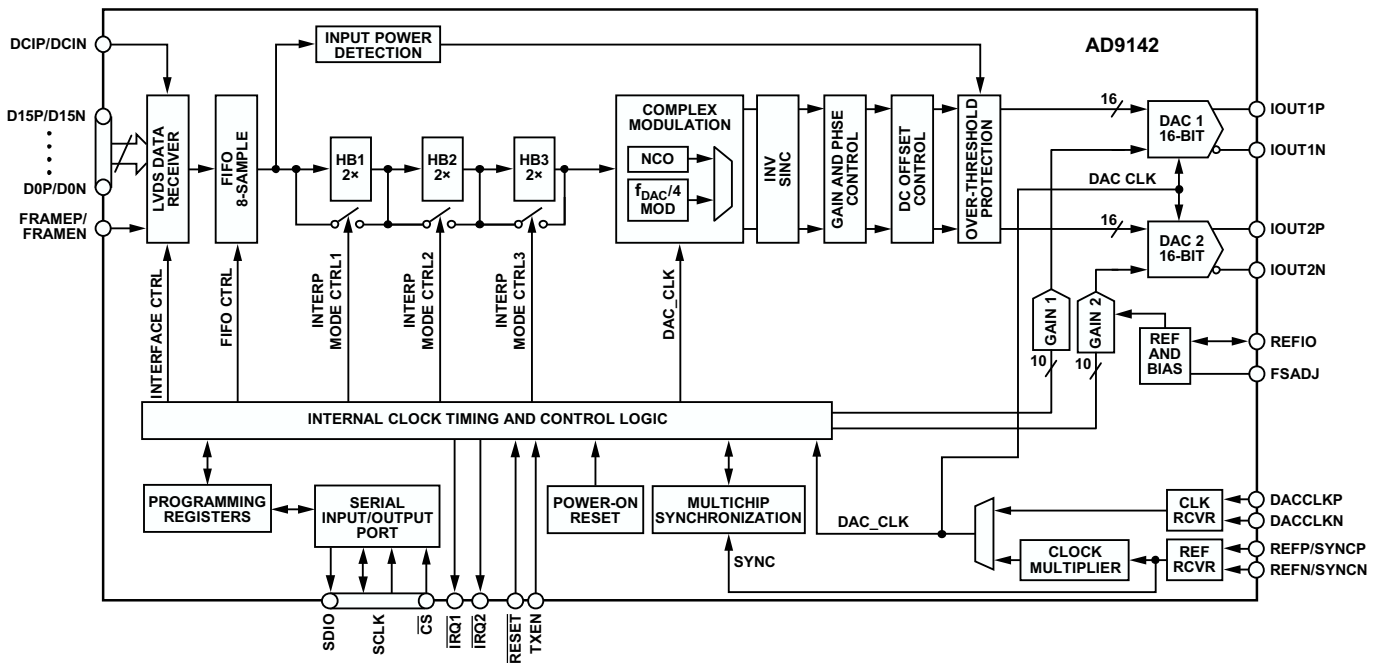 AD9142
DCIP/DCIN
D15P/D15N
D0P/D0N
FRAMEP/
FRAMEN
LVDS DATA
RECEIVER
FIFO
8-SAMPLE
INPUT POWER
DETECTION
HB1
2×
HB2
2×
HB3
2×
COMPLEX
MODULATION
NCO
fDAC/4
MOD
INV
SINC
GAIN AND PHSE
CONTROL
DC OFFSET
CONTROL
OVER-THRESHOLD
PROTECTION
16
DAC 1
16-BIT
IOUT1P
IOUT1N
DAC CLK
16
DAC 2
16-BIT
IOUT2P
IOUT2N
INTERFACE CTRL
FIFO CTRL
INTERP
MODE CTRL1
INTERP
MODE CTRL2
INTERP
MODE CTRL3
DAC_CLK
GAIN 1
10
GAIN 2
10
REF
AND
BIAS
REFIO
FSADJ
INTERNAL CLOCK TIMING AND CONTROL LOGIC
PROGRAMMING
REGISTERS
SERIAL
INPUT/OUTPUT
PORT
POWER-ON
RESET
MULTICHIP
SYNCHRONIZATION
DAC_CLK
SYNC
CLOCK
MULTIPLIER
CLK
RCVR
REF
RCVR
DACCLKP
DACCLKN
REFP/SYNCP
REFN/SYNCN
SDIO
SCLK
CS
IRQ1
IRQ2
RESET
TXEN